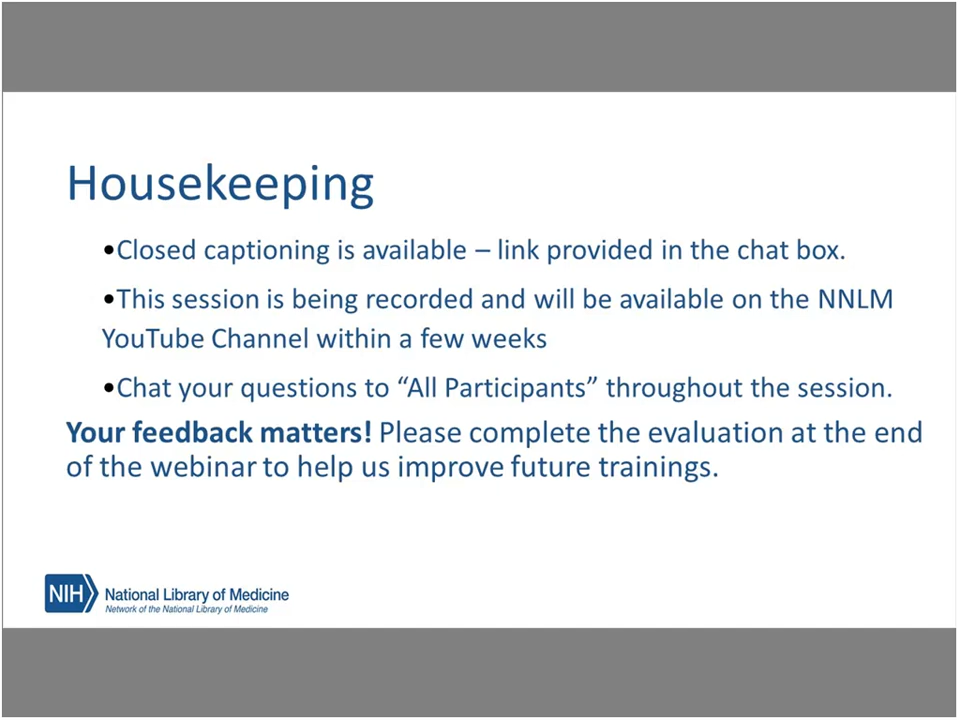 Housekeeping
•Closed captioning is available – link provided in the chat box.
•This session is being recorded and will be available on the NNLM
YouTube Channel within a few weeks
•Chat your questions to “All Participants” throughout the session.
Your feedback matters! Please complete the evaluation at the end
of the webinar to help us improve future trainings.
NIH National Library of Medicine
Network of the National Library of Medicine